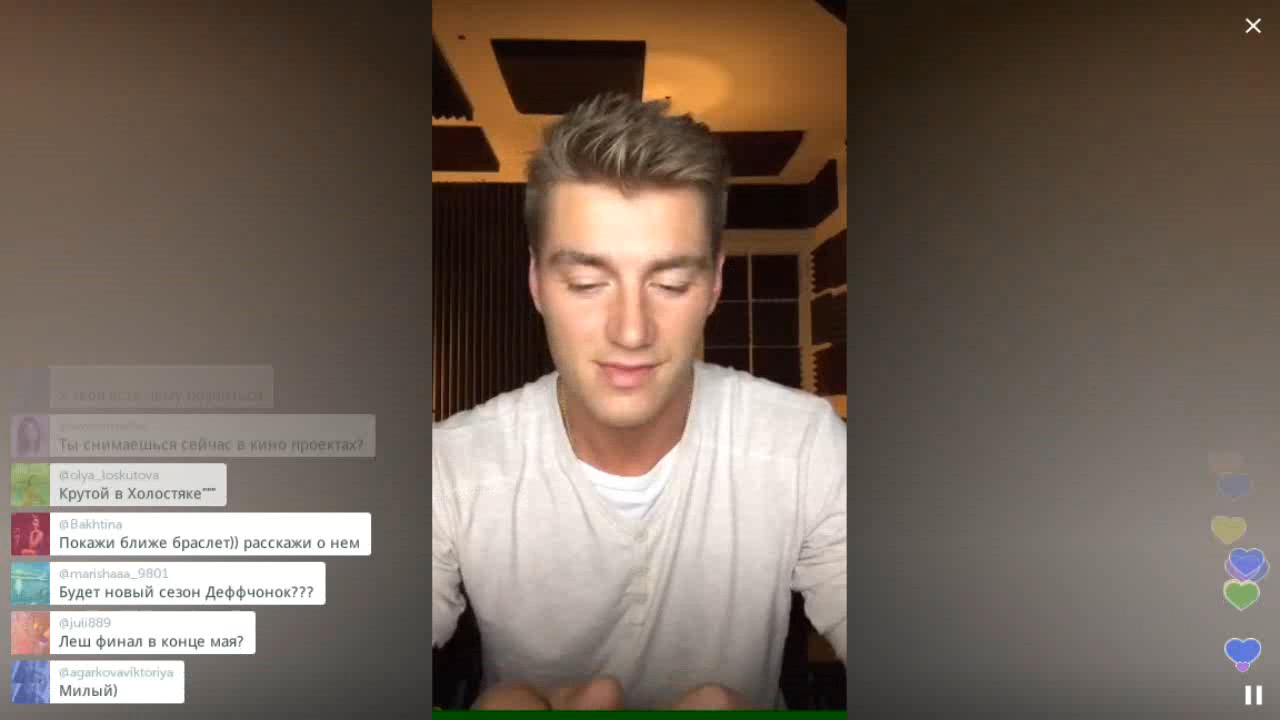 Ты снимаешься сейчас в кино проектах?
@olya_loskutova
Крутой в Холостяке"""
@Bakhtina
Покажи ближе браслет)) расскажи о нем
@marishaaa_9801
Будет новый сезон Деффчонок???
@juli889
Леш финал в конце мая?
@agarkovaviktoriya
Милый)